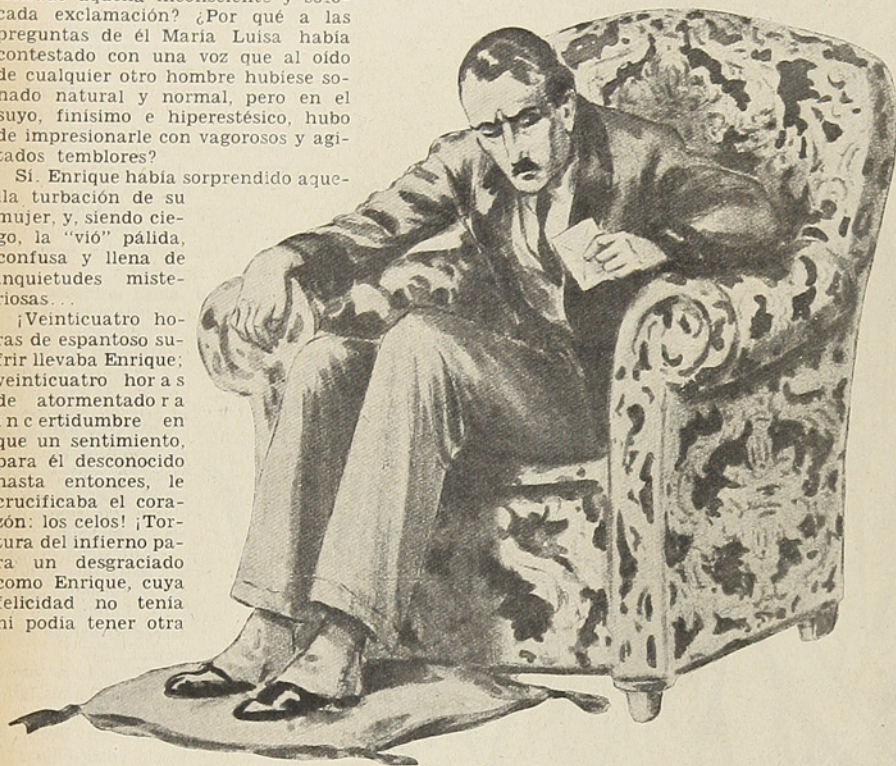 cada exclamación? ¿Por qué a las
preguntas de él María Luisa había
contestado con una voz que al oído
de cualquier otro hombre hubiese so-
nado natural y normal, pero en el
suyo, finísimo e hiperestésico, hubo
de impresionarle con vagorosos y agi-
tados temblores?
Sí. Enrique había sorprendido aque-
lla turbación de su
mujer, y, siendo cie-
go, la "vió" pálida,
confusa y llena de
inquietudes miste-
riosas...
¡Veinticuatro ho-
ras de espantoso su-
frir llevaba Enrique;
veinticuatro horas
de atormentadora
incertidumbre en
que un sentimiento,
para él desconocido
hasta entonces, le
crucificaba el cora-
zón: los celos! ¡Tor-
tura del infierno pa-
ra un desgraciado
como Enrique, cuya
felicidad no tenía
ni podía tener otra